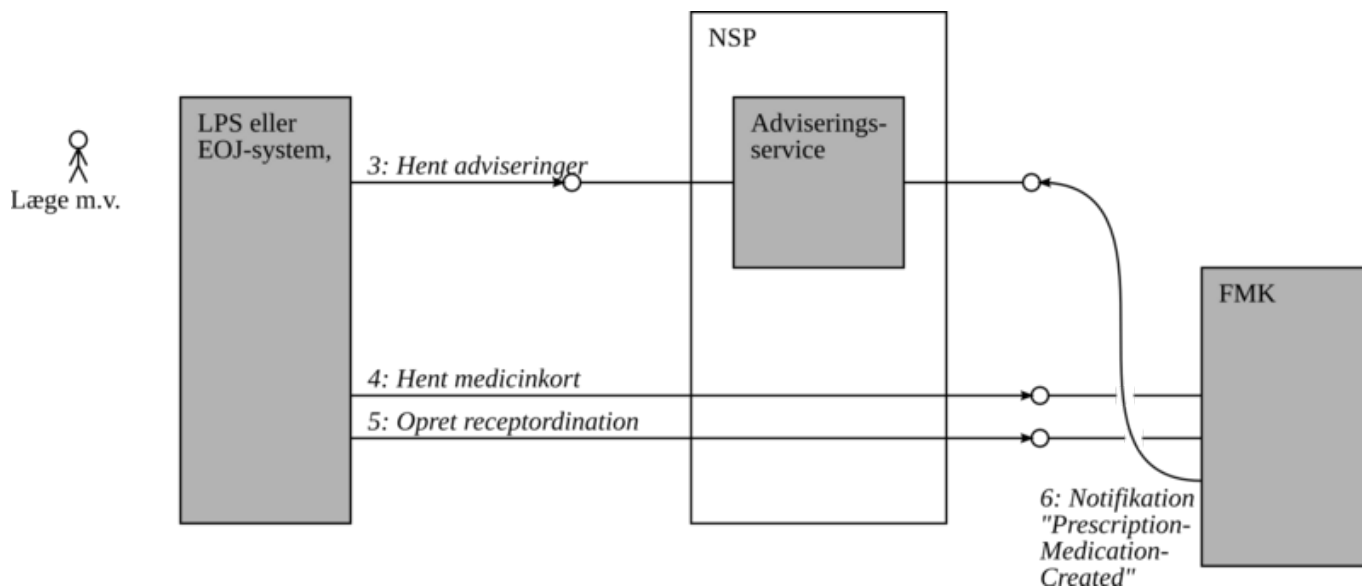 NSP
LPS eller
EOJ-system,
Adviserings-
service
3: Hent adviseringer
Læge m.v.
FMK
4: Hent medicinkort
5: Opret receptordination
6: Notifikation
"Prescription-
Medication-
Created"